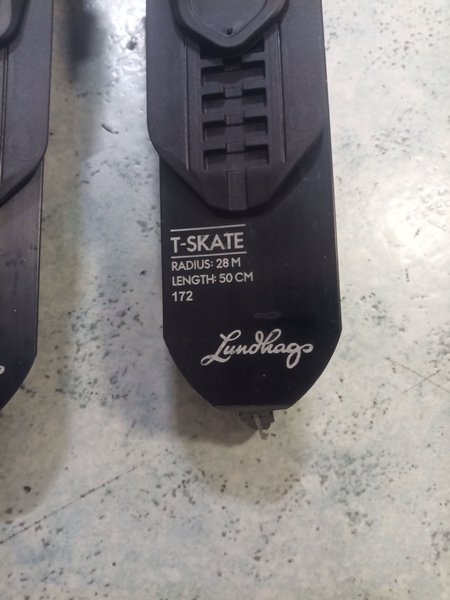 T-SKATE
RADIUS: 28 M
LENGTH: 50 CM
172
Lundhags